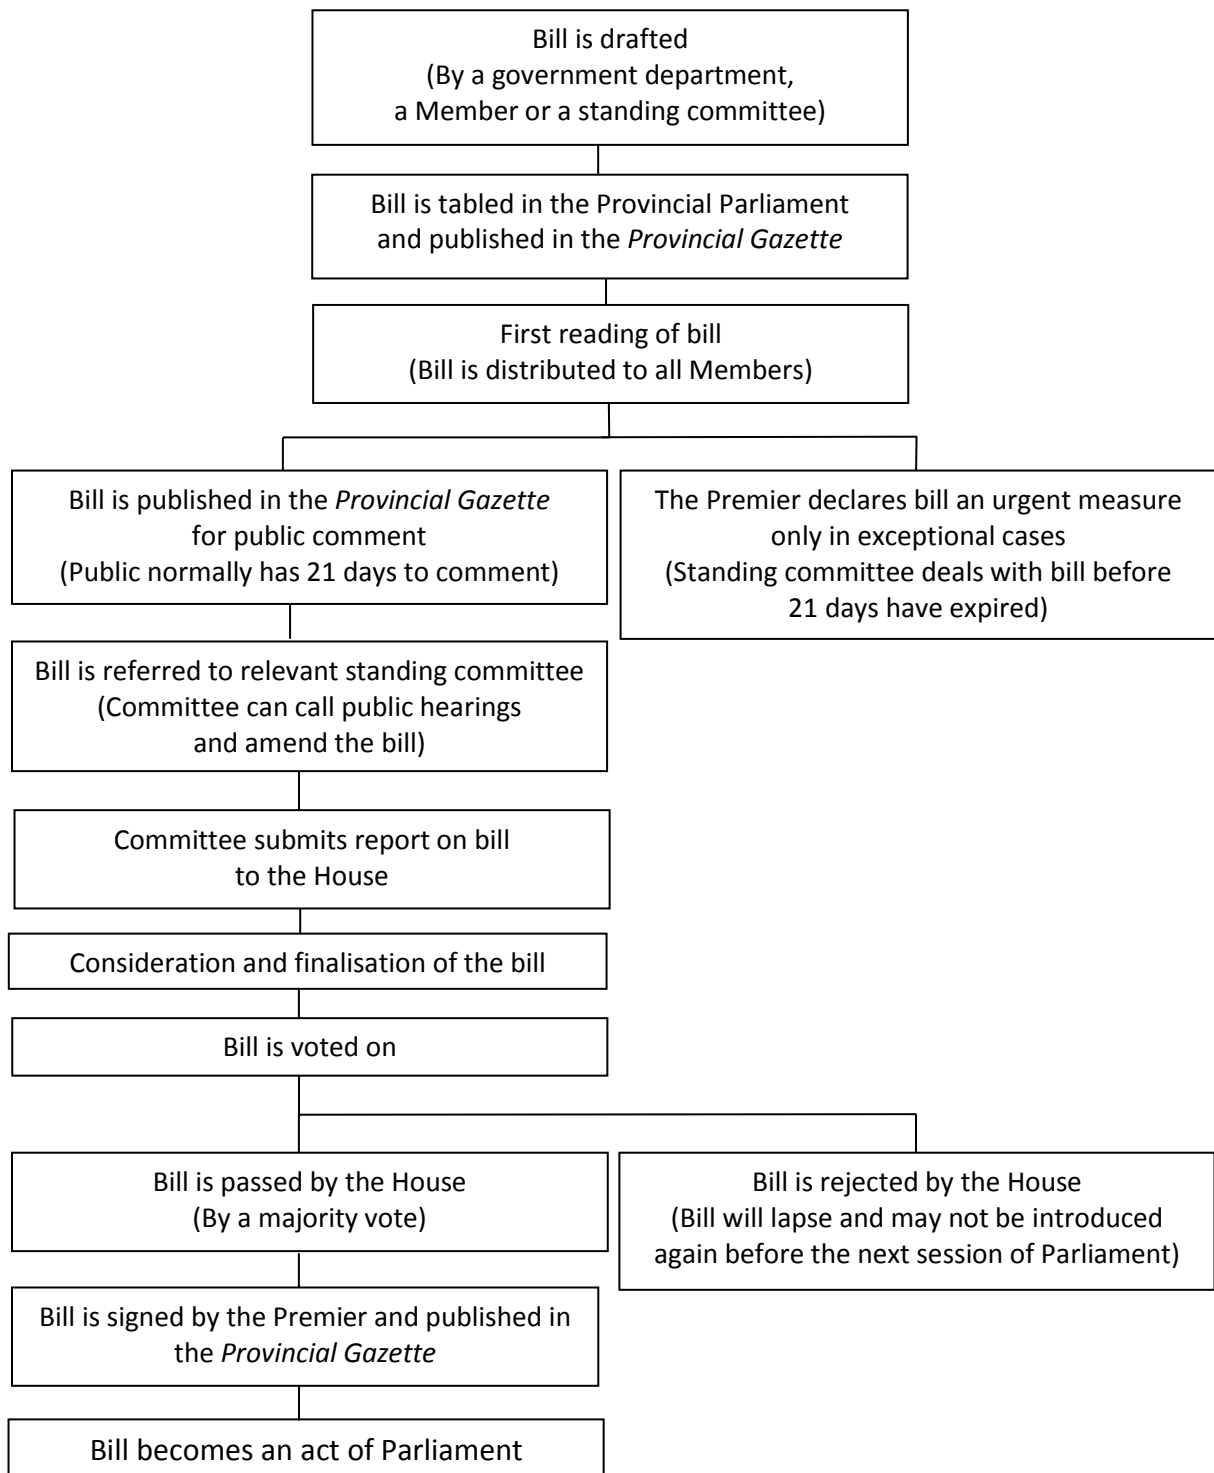 Bill is drafted
(By a government department,
a Member or a standing committee)
Bill is tabled in the Provincial Parliament
and published in the Provincial Gazette
First reading of bill
(Bill is distributed to all Members)
Bill is published in the Provincial Gazette
for public comment
(Public normally has 21 days to comment)
The Premier declares bill an urgent measure
only in exceptional cases
(Standing committee deals with bill before
21 days have expired)
Bill is referred to relevant standing committee
(Committee can call public hearings
and amend the bill)
Committee submits report on bill
to the House
Consideration and finalisation of the bill
Bill is voted on
Bill is passed by the House
(By a majority vote)
Bill is rejected by the House
(Bill will lapse and may not be introduced
again before the next session of Parliament)
Bill is signed by the Premier and published in
the Provincial Gazette
Bill becomes an act of Parliament